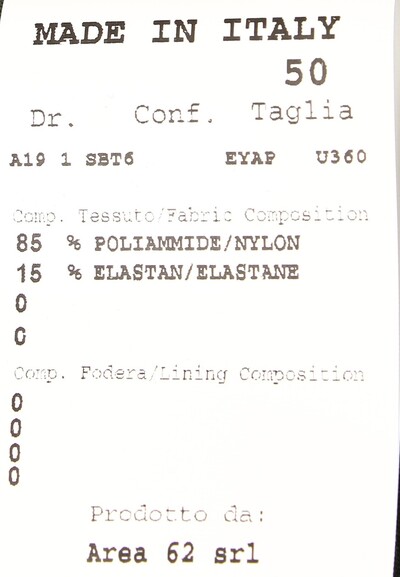 MADE IN ITALY
50
Dr. Conf. Taglia
A19 1 SBT6 EYAP U360
Comp. Tessuto/Fabric Composition
85 % POLIAMMIDE/NYLON
15 % ELASTAN/ELASTANE
0
0
Comp. Fodera/Lining Composition
0
0
0
0
Prodotto da:
Area 62 srl